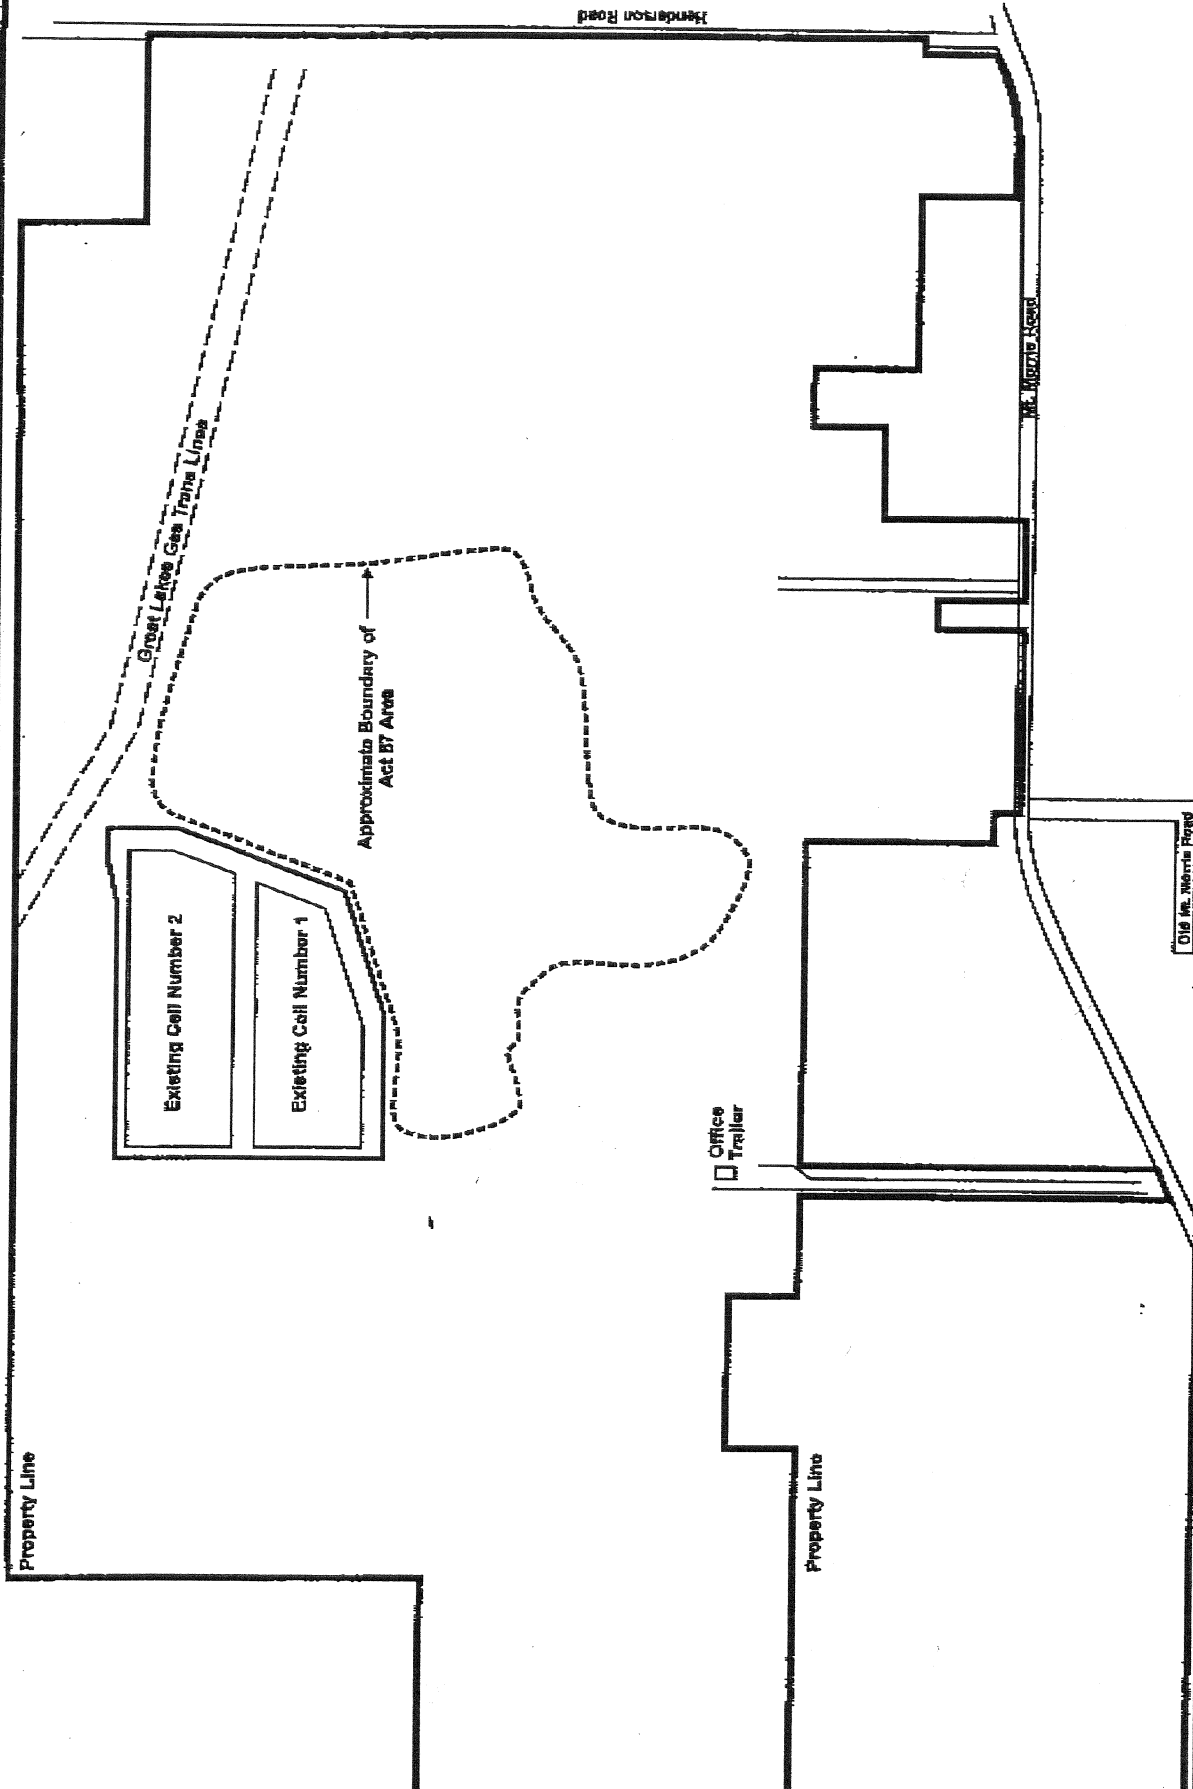 Henderson Road
Great Lakes Gas Trans Lines
Mt. Morris Road
Approximate Boundary of
Act 87 Area
Existing Cell Number 2
Existing Cell Number 1
Old Mt. Morris Road
Office
Trailer
Property Line
Property Line